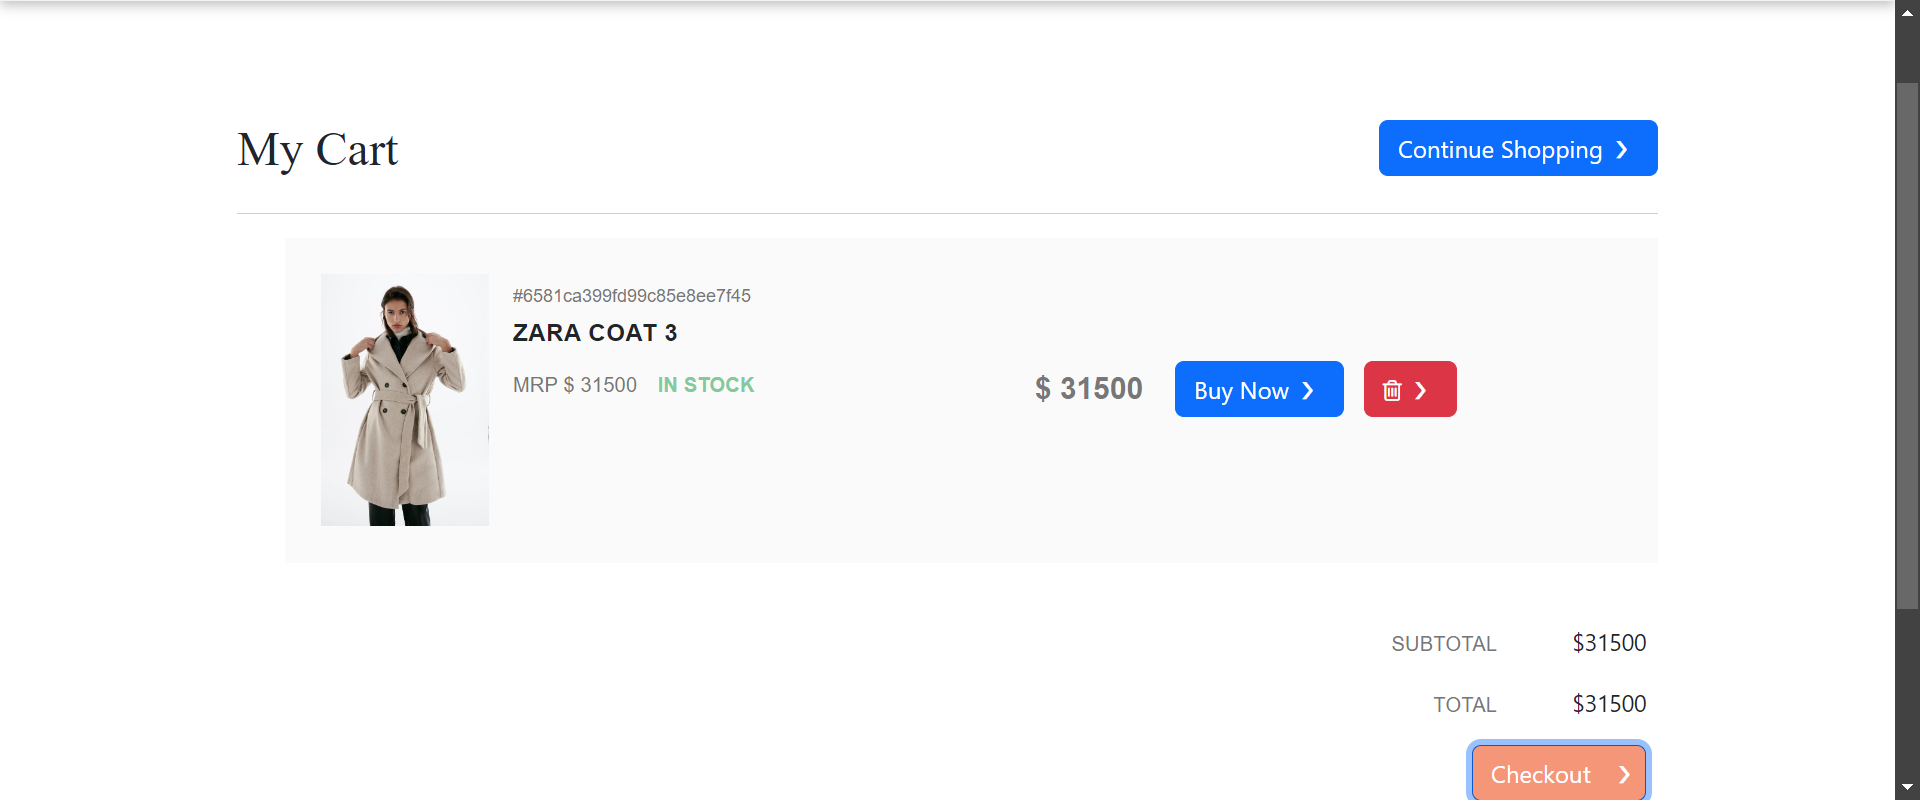 My Cart
Continue Shopping ❯
#6581ca399fd99c85e8ee7f45
ZARA COAT 3
MRP $ 31500 IN STOCK
$ 31500
Buy Now ❯
❯
SUBTOTAL $31500
TOTAL $31500
Checkout ❯